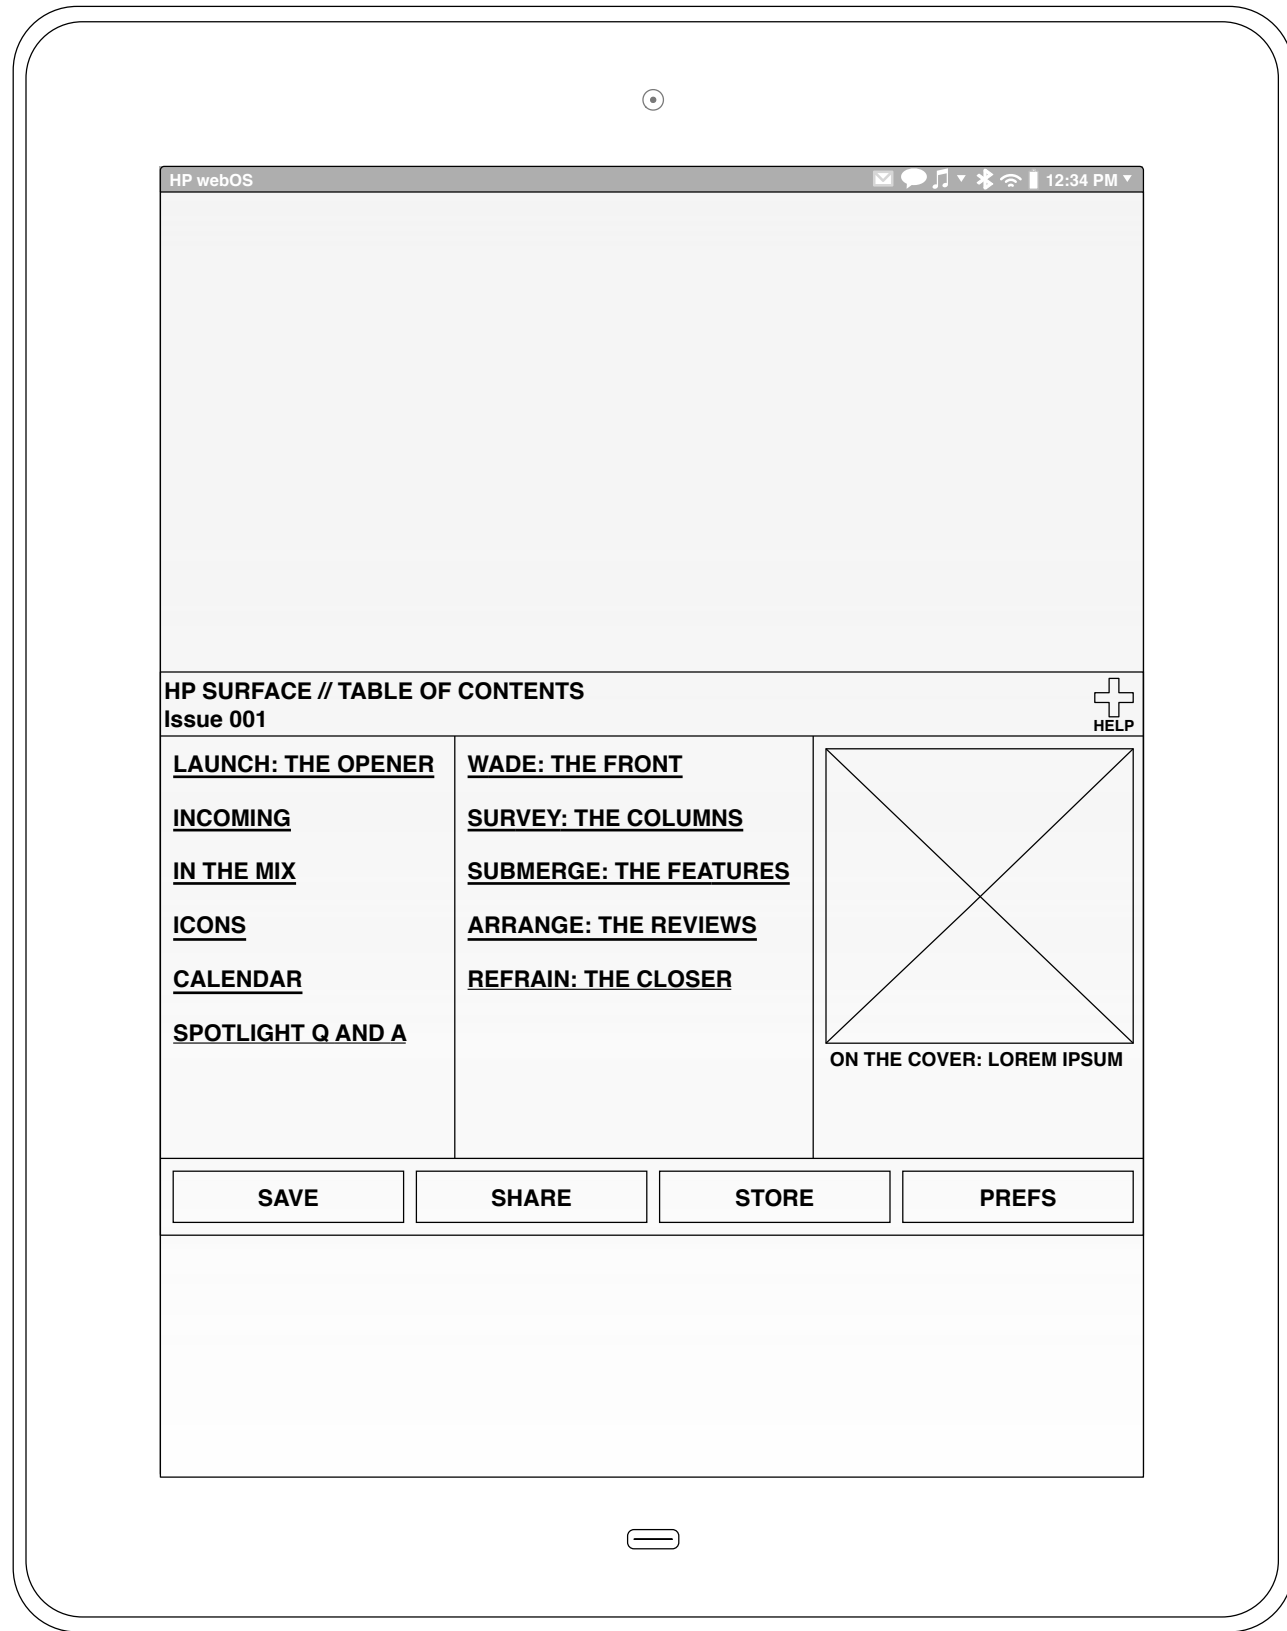 HP webOS
12:34 PM
HP SURFACE // TABLE OF CONTENTS
Issue 001
HELP
LAUNCH: THE OPENER
INCOMING
IN THE MIX
ICONS
CALENDAR
SPOTLIGHT Q AND A
WADE: THE FRONT
SURVEY: THE COLUMNS
SUBMERGE: THE FEATURES
ARRANGE: THE REVIEWS
REFRAIN: THE CLOSER
ON THE COVER: LOREM IPSUM
SAVE
SHARE
STORE
PREFS